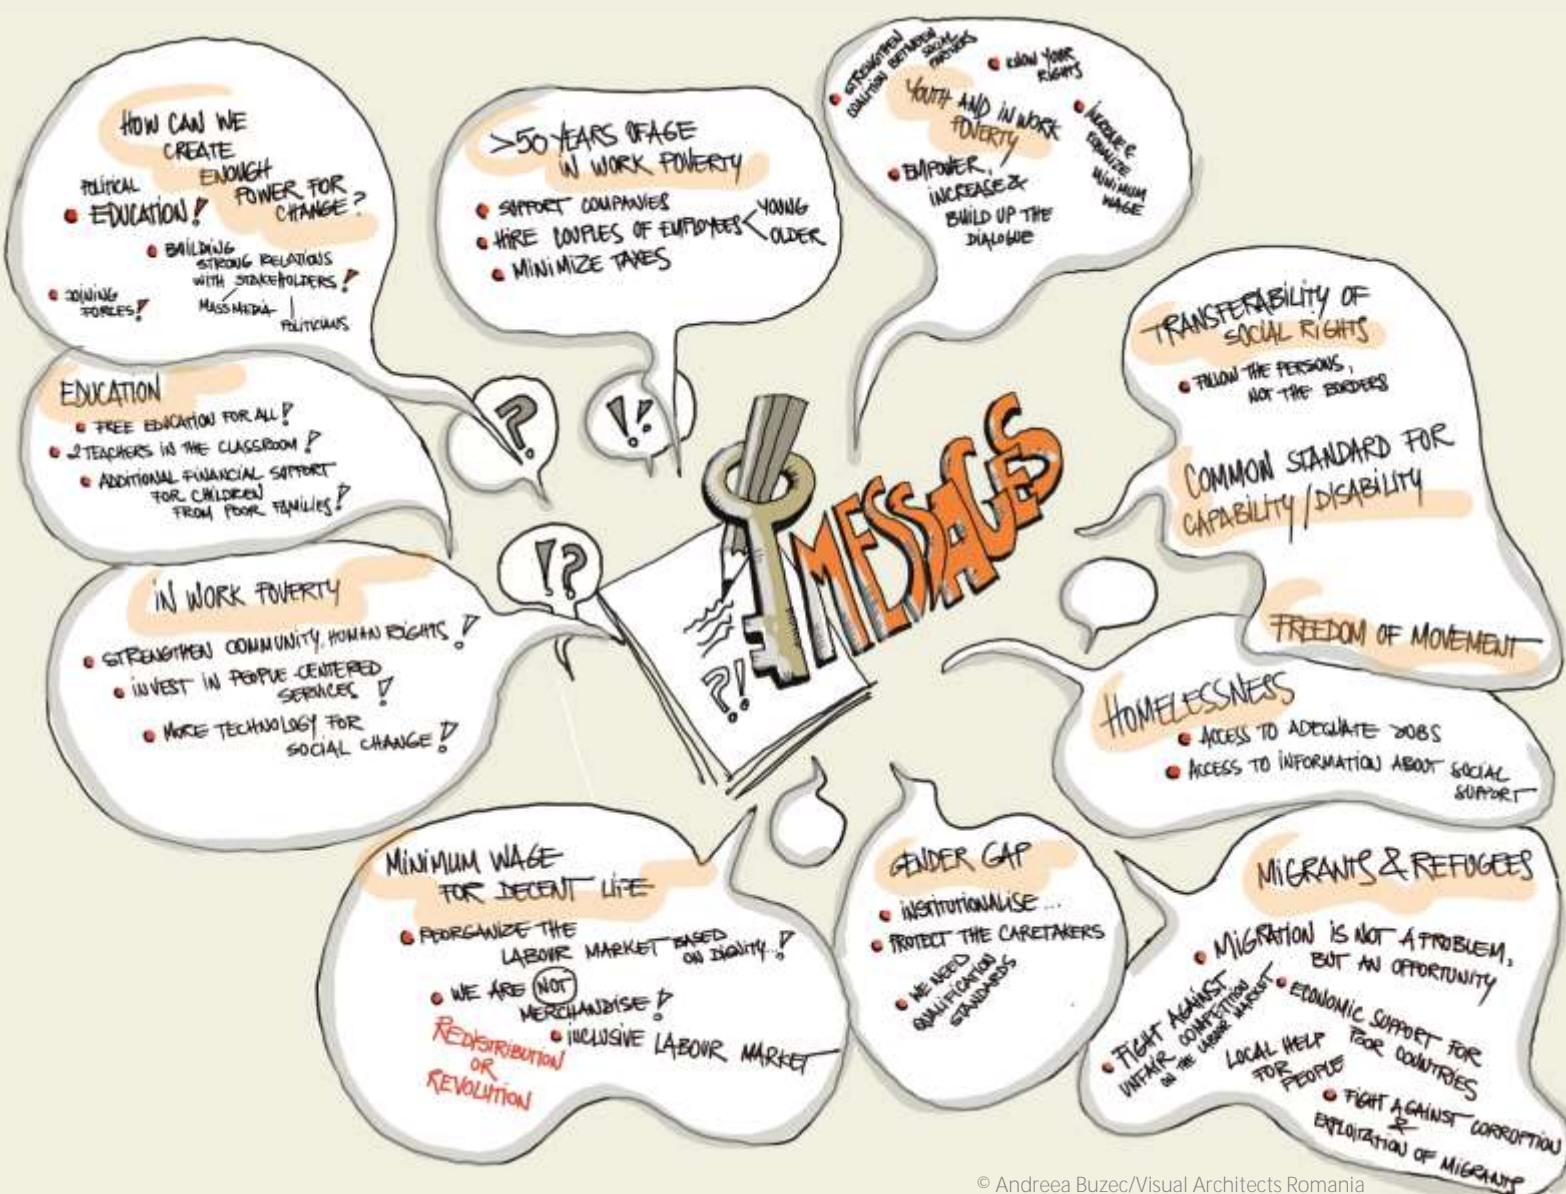 HOW CAN WE
CREATE
ENOUGH
POWER FOR
CHANGE?
POLITICAL
EDUCATION!
BUILDING
STRONG RELATIONS
WITH STAKEHOLDERS!
MASS MEDIA
POLITICIANS
JOINING
FORCES!
>50 YEARS OF AGE
IN WORK POVERTY
SUPPORT COMPANIES
HIRE COUPLES OF EMPLOYEES < YOUNG
OLDER
MINIMIZE TAXES
STRENGTHEN
COALITION BETWEEN
SOCIAL
PARTNERS
KNOW YOUR
RIGHTS
YOUTH AND IN WORK
POVERTY
INCREASE &
EQUALIZE
MINIMUM
WAGE
EMPOWER,
INCREASE &
BUILD UP THE
DIALOGUE
EDUCATION
FREE EDUCATION FOR ALL!
2 TEACHERS IN THE CLASSROOM!
ADDITIONAL FINANCIAL SUPPORT
FOR CHILDREN
FROM POOR FAMILIES!
?
!!
!?
?!
MESSAGES
TRANSFERABILITY OF
SOCIAL RIGHTS
FOLLOW THE PERSONS,
NOT THE BORDERS
COMMON STANDARD FOR
CAPABILITY/DISABILITY
FREEDOM OF MOVEMENT
IN WORK POVERTY
STRENGTHEN COMMUNITY, HUMAN RIGHTS!
INVEST IN PEOPLE-CENTERED
SERVICES!
MORE TECHNOLOGY FOR
SOCIAL CHANGE!
HOMELESSNESS
ACCESS TO ADEQUATE JOBS
ACCESS TO INFORMATION ABOUT SOCIAL
SUPPORT
MINIMUM WAGE
FOR DECENT LIFE
REORGANIZE THE
LABOUR MARKET BASED
ON DIGNITY...!
WE ARE NOT
MERCHANDISE!
INCLUSIVE LABOUR MARKET
REDISTRIBUTION
OR
REVOLUTION
GENDER GAP
INSTITUTIONALISE...
PROTECT THE CARETAKERS
WE NEED
QUALIFICATION
STANDARDS
MIGRANTS & REFUGEES
MIGRATION IS NOT A PROBLEM,
BUT AN OPPORTUNITY
FIGHT AGAINST
UNFAIR COMPETITION
ON THE LABOUR MARKET
ECONOMIC SUPPORT FOR
POOR COUNTRIES
LOCAL HELP
FOR
PEOPLE
FIGHT AGAINST CORRUPTION
&
EXPLOITATION OF MIGRANTS
© Andreea Buzec/Visual Architects Romania